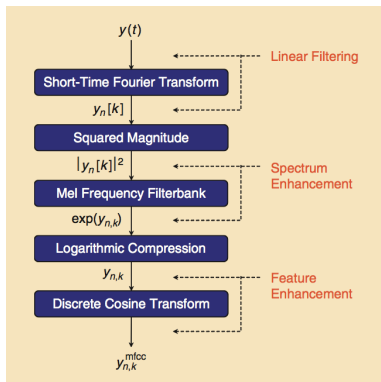 y(t)
Linear Filtering
Short-Time Fourier Transform
yₙ[k]
Squared Magnitude
|yₙ[k]|²
Spectrum
Enhancement
Mel Frequency Filterbank
exp(yₙ,ₖ)
Logarithmic Compression
yₙ,ₖ
Feature
Enhancement
Discrete Cosine Transform
yₙ,ₖ^mfcc